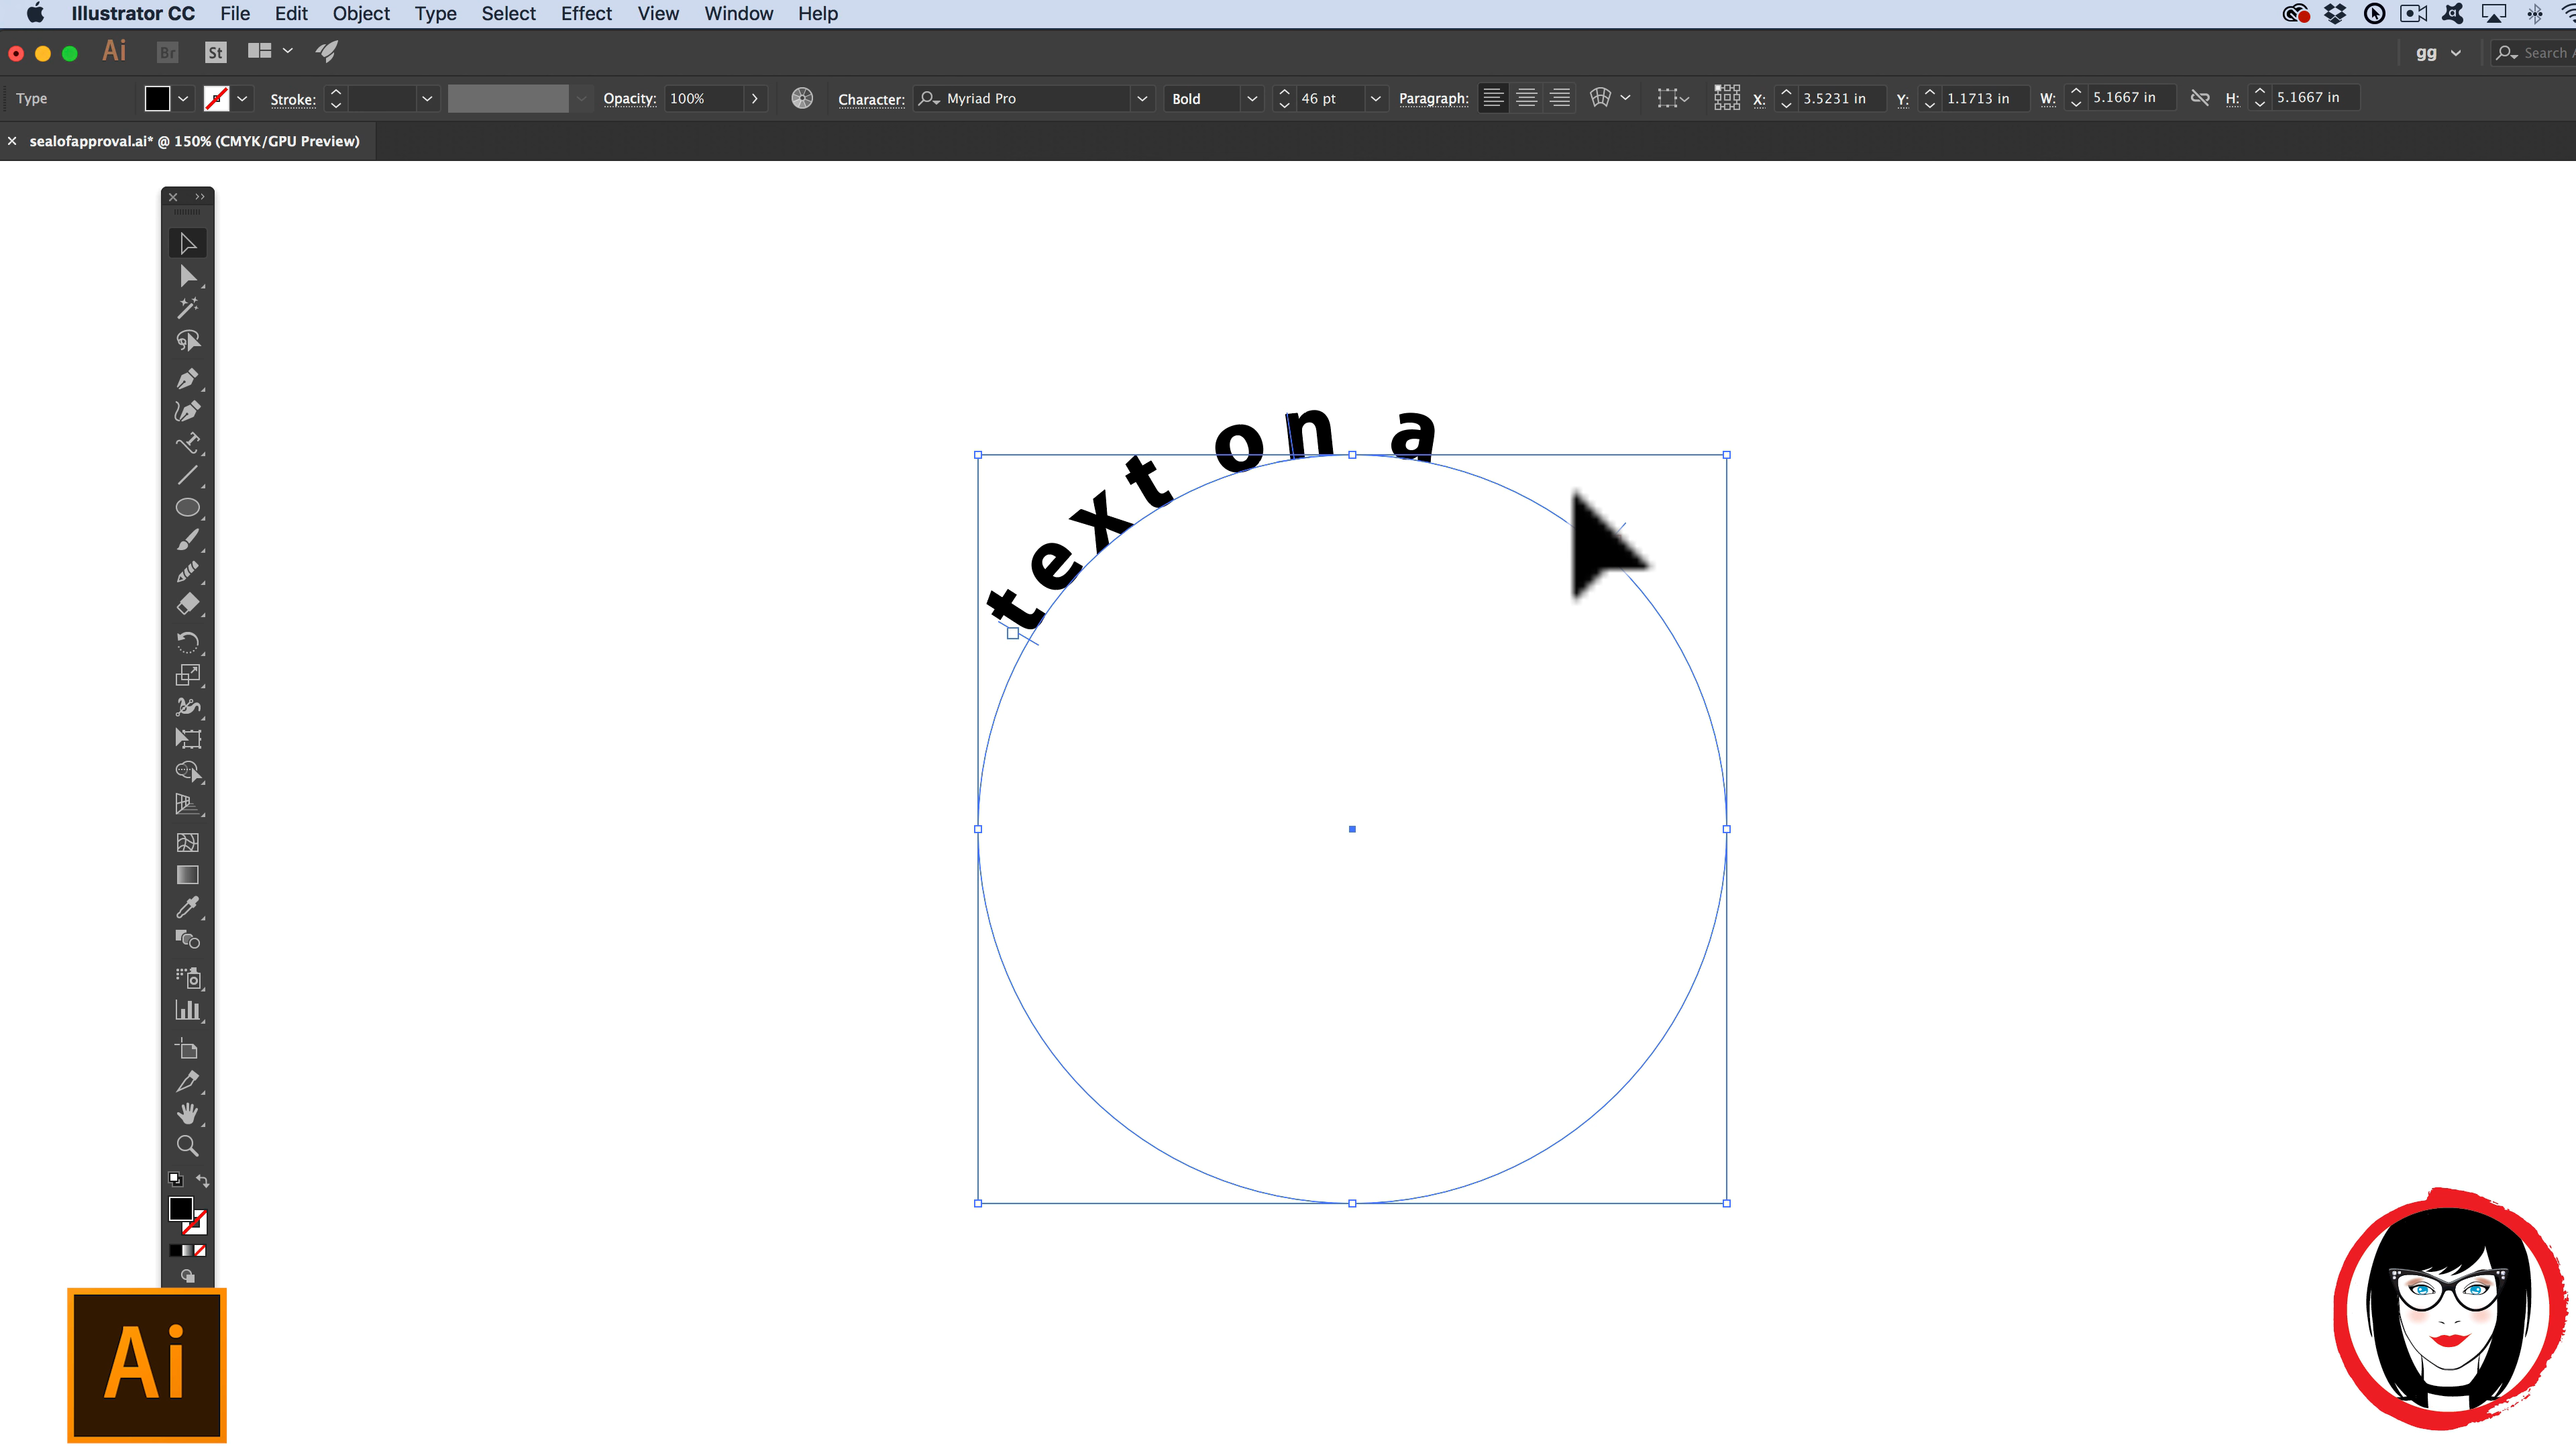 Illustrator CC File Edit Object Type Select Effect View Window Help
Ai Br St gg Search
Type Stroke: Opacity: 100% Character: Myriad Pro Bold 46 pt Paragraph: X: 3.5231 in Y: 1.1713 in W: 5.1667 in H: 5.1667 in
× sealofapproval.ai* @ 150% (CMYK/GPU Preview)
text on a
Ai